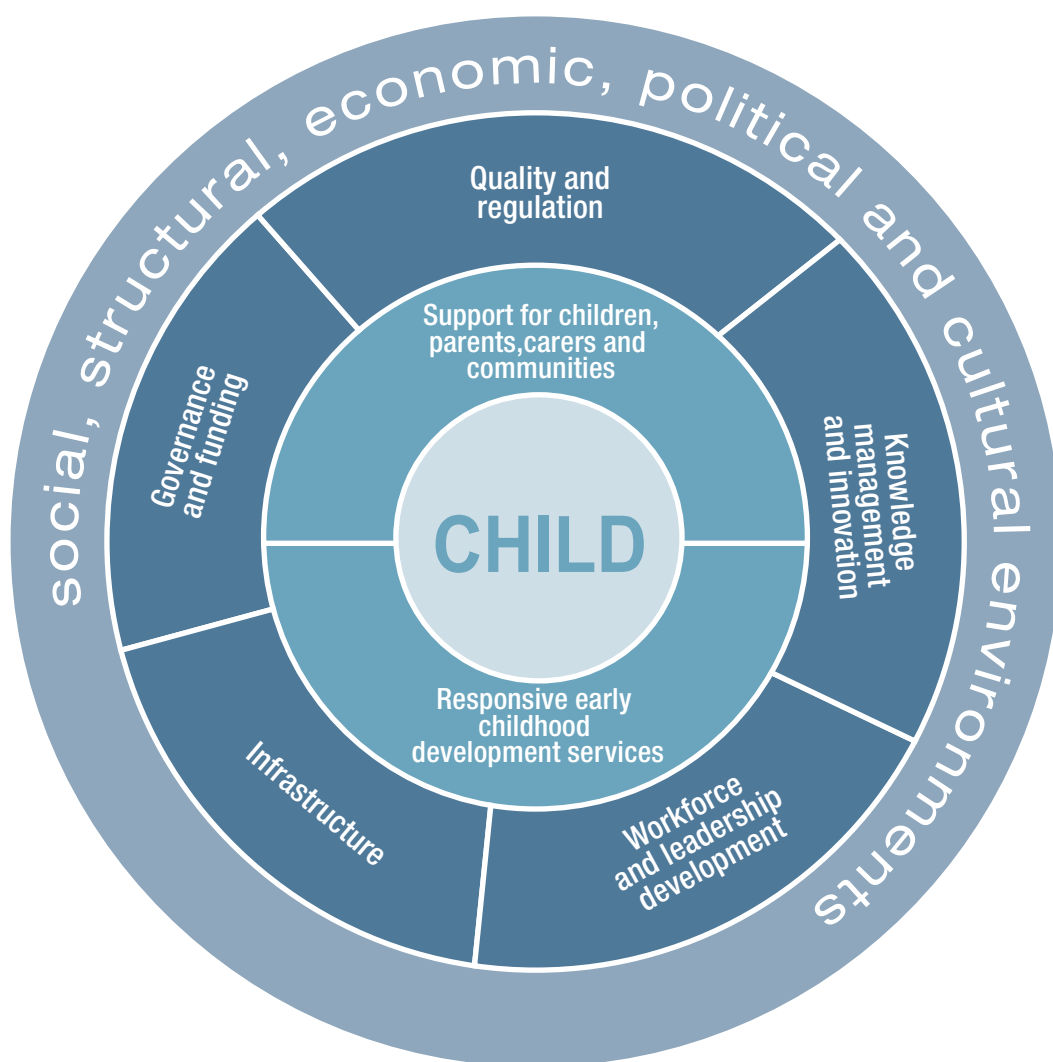 social, structural, economic, political and cultural environments
Quality and
regulation
Governance
and funding
Support for children,
parents,carers and
communities
Knowledge
management
and innovation
CHILD
Responsive early
childhood
development services
Infrastructure
Workforce
and leadership
development